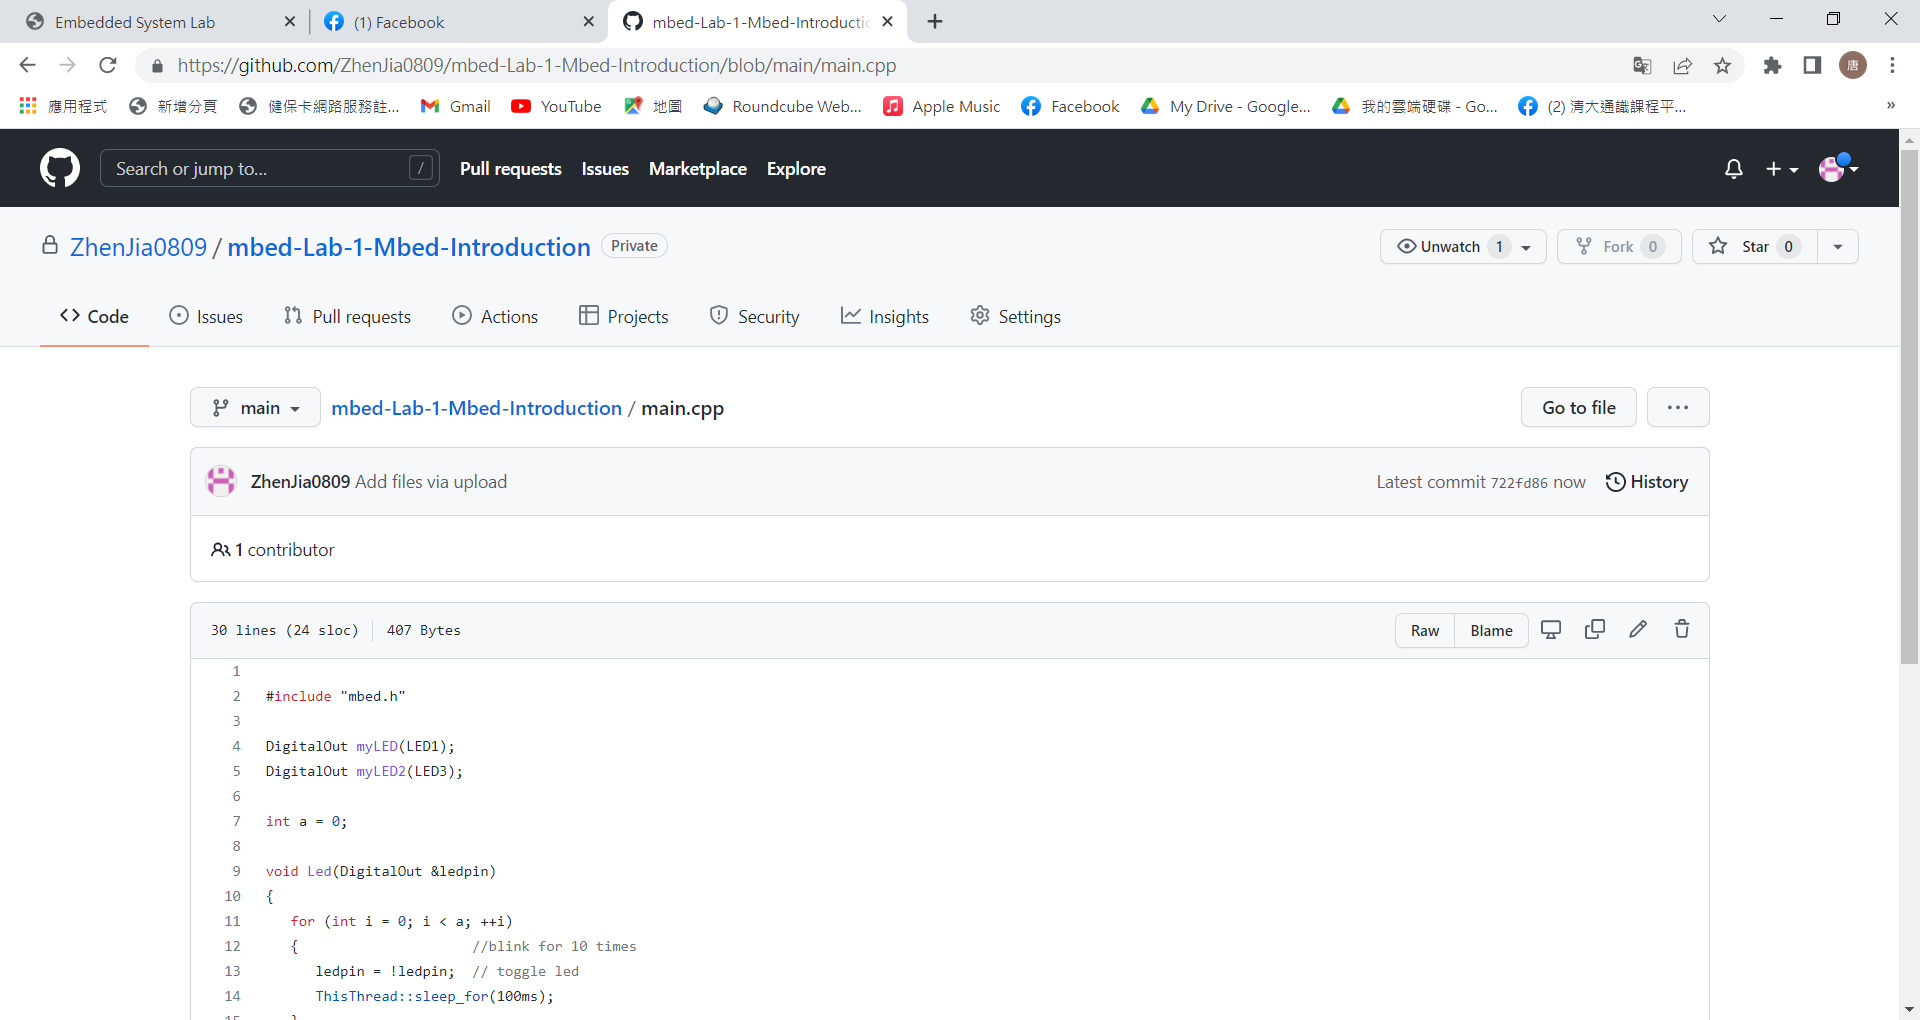 Embedded System Lab
(1) Facebook
mbed-Lab-1-Mbed-Introductic
https://github.com/ZhenJia0809/mbed-Lab-1-Mbed-Introduction/blob/main/main.cpp
唐
應用程式 新增分頁 健保卡網路服務註... Gmail YouTube 地圖 Roundcube Web... Apple Music Facebook My Drive - Google... 我的雲端硬碟 - Go... (2) 清大通識課程平... »
Search or jump to... / Pull requests Issues Marketplace Explore
ZhenJia0809 / mbed-Lab-1-Mbed-Introduction Private Unwatch 1 Fork 0 Star 0
Code Issues Pull requests Actions Projects Security Insights Settings
main mbed-Lab-1-Mbed-Introduction / main.cpp Go to file ...
ZhenJia0809 Add files via upload Latest commit 722fd86 now History
1 contributor
30 lines (24 sloc) 407 Bytes Raw Blame
1
2 #include "mbed.h"
3
4 DigitalOut myLED(LED1);
5 DigitalOut myLED2(LED3);
6
7 int a = 0;
8
9 void Led(DigitalOut &ledpin)
10 {
11 for (int i = 0; i < a; ++i)
12 { //blink for 10 times
13 ledpin = !ledpin; // toggle led
14 ThisThread::sleep_for(100ms);
15 }